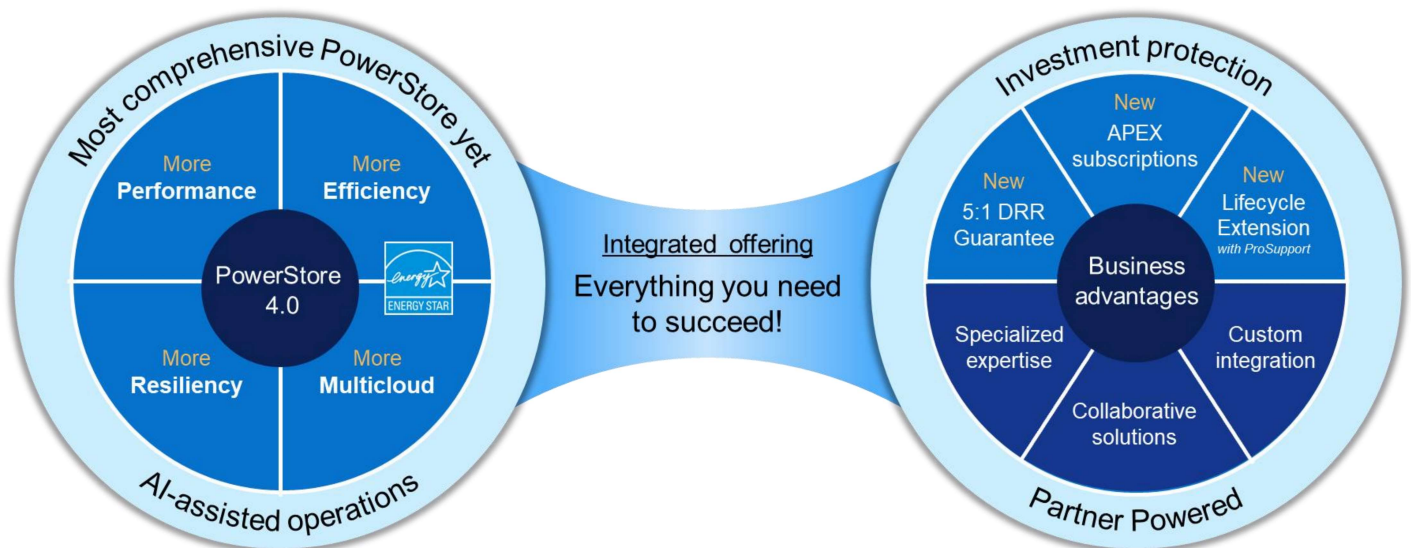 Most comprehensive PowerStore yet
More
Performance
More
Efficiency
PowerStore
4.0
energy
ENERGY STAR
More
Resiliency
More
Multicloud
AI-assisted operations
Integrated offering
Everything you need
to succeed!
Investment protection
New
5:1 DRR
Guarantee
New
APEX
subscriptions
New
Lifecycle
Extension
with ProSupport
Business
advantages
Specialized
expertise
Collaborative
solutions
Custom
integration
Partner Powered